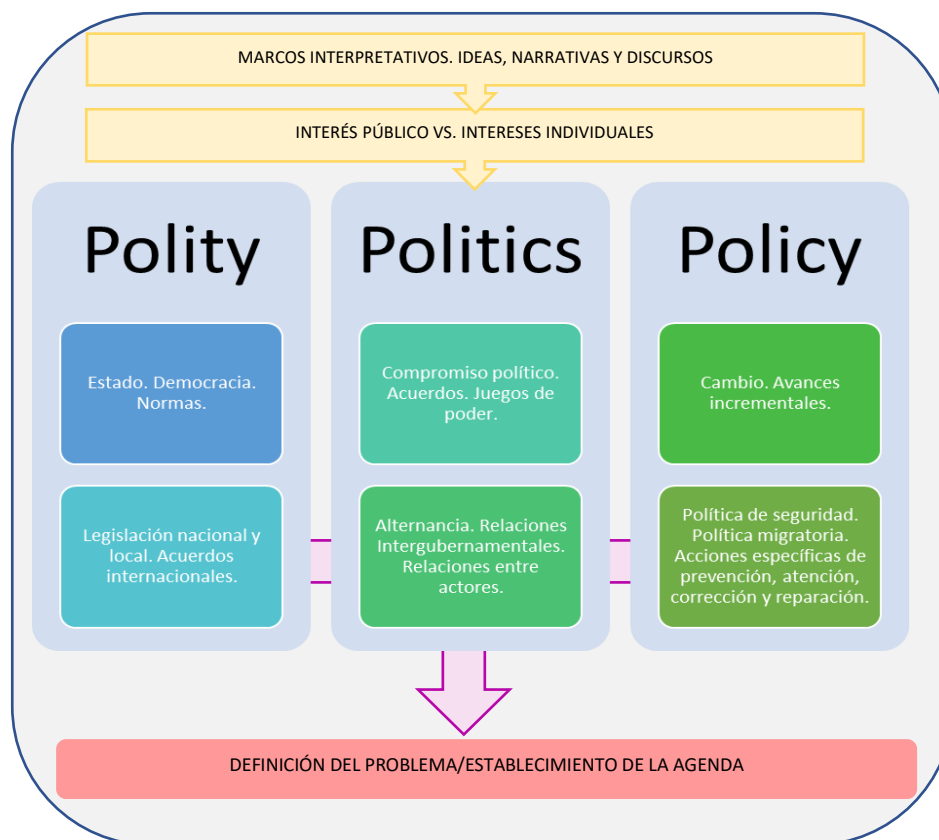 MARCOS INTERPRETATIVOS. IDEAS, NARRATIVAS Y DISCURSOS
INTERÉS PÚBLICO VS. INTERESES INDIVIDUALES
Polity
Estado. Democracia.
Normas.
Legislación nacional y
local. Acuerdos
internacionales.
Politics
Compromiso político.
Acuerdos. Juegos de
poder.
Alternancia. Relaciones
Intergubernamentales.
Relaciones entre
actores.
Policy
Cambio. Avances
incrementales.
Política de seguridad.
Política migratoria.
Acciones específicas de
prevención, atención,
corrección y reparación.
DEFINICIÓN DEL PROBLEMA/ESTABLECIMIENTO DE LA AGENDA